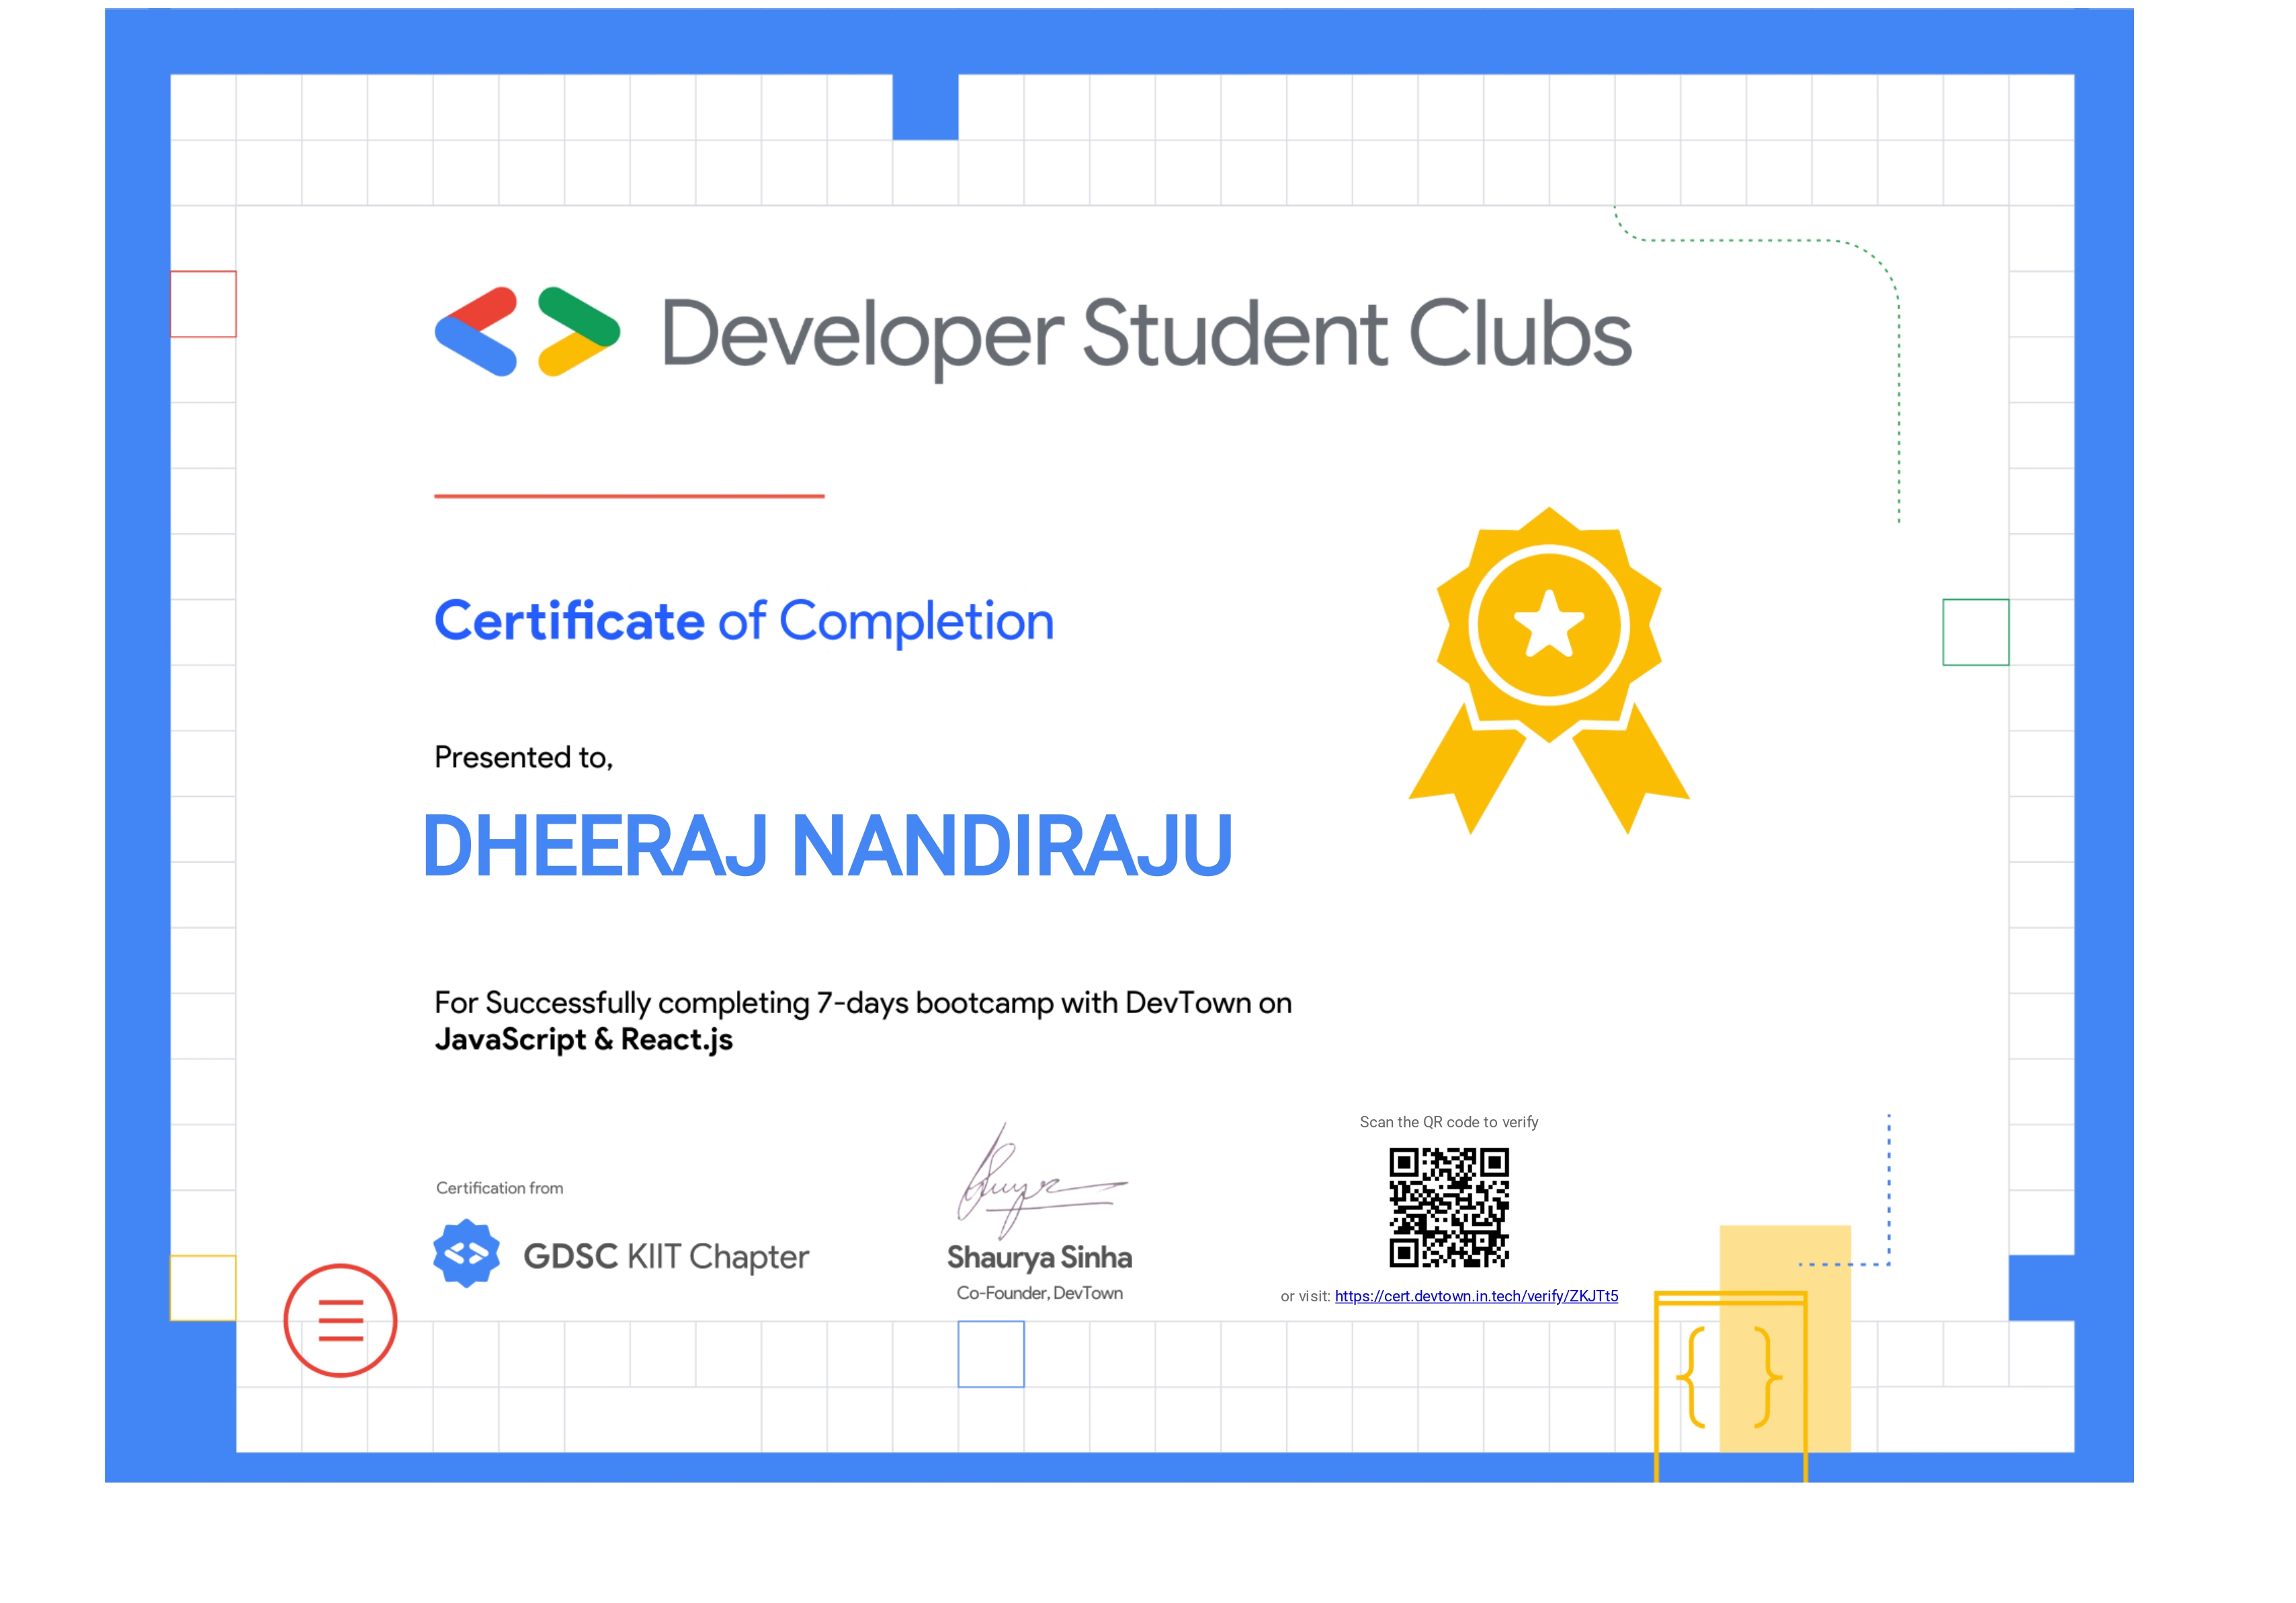 Developer Student Clubs
Certificate of Completion
Presented to,
DHEERAJ NANDIRAJU
For Successfully completing 7-days bootcamp with DevTown on
JavaScript & React.js
Scan the QR code to verify
Certification from
GDSC KIIT Chapter
Shaurya Sinha
Co-Founder, DevTown
or visit: https://cert.devtown.in.tech/verify/ZKJTt5
{ }